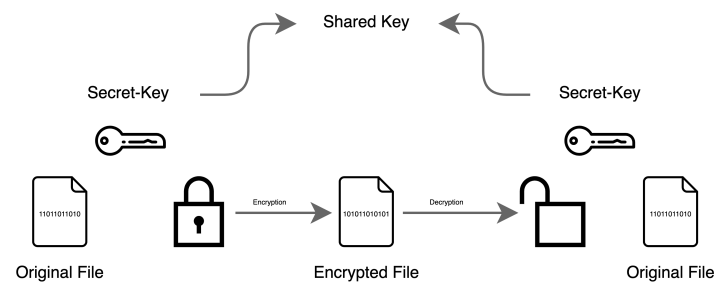 Shared Key
Secret-Key
Secret-Key
11011011010
Encryption
101011010101
Decryption
11011011010
Original File
Encrypted File
Original File